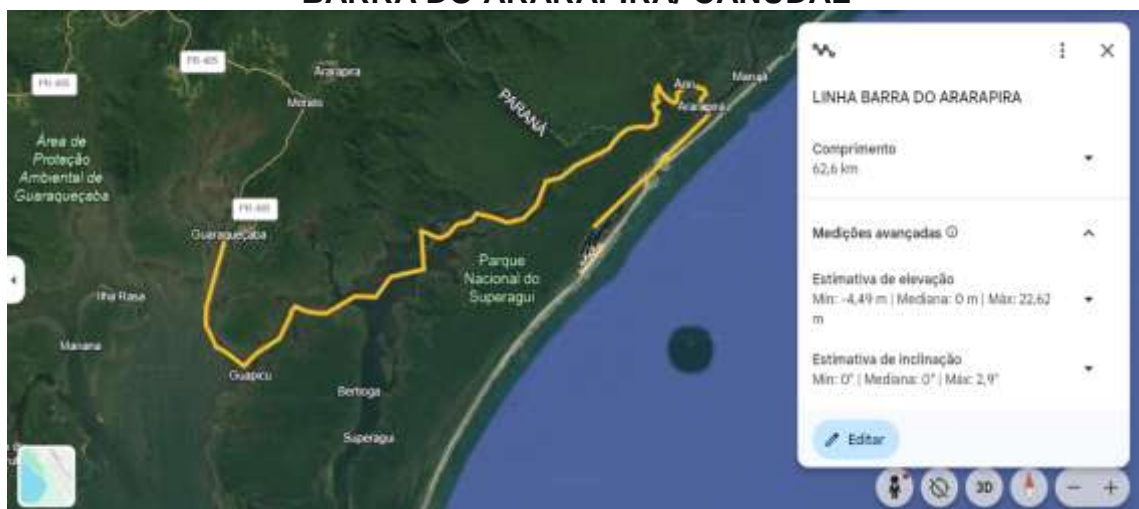 BARRA DO ARARAPIRA/ CANUDAL
PR-405
Ararapira
Morato
PARANÁ
Ariri
Ararapira
Marujá
Área de
Proteção
Ambiental de
Guaraqueçaba
PR-405
Guaraqueçaba
Ilha Rasa
Mariana
Guapicu
Bertioga
Superagui
Parque
Nacional do
Superagui
LINHA BARRA DO ARARAPIRA
Comprimento
62,6 km
Medições avançadas
Estimativa de elevação
Mín: -4,49 m | Mediana: 0 m | Máx: 22,62
m
Estimativa de inclinação
Mín: 0° | Mediana: 0° | Máx: 2,9°
Editar
3D